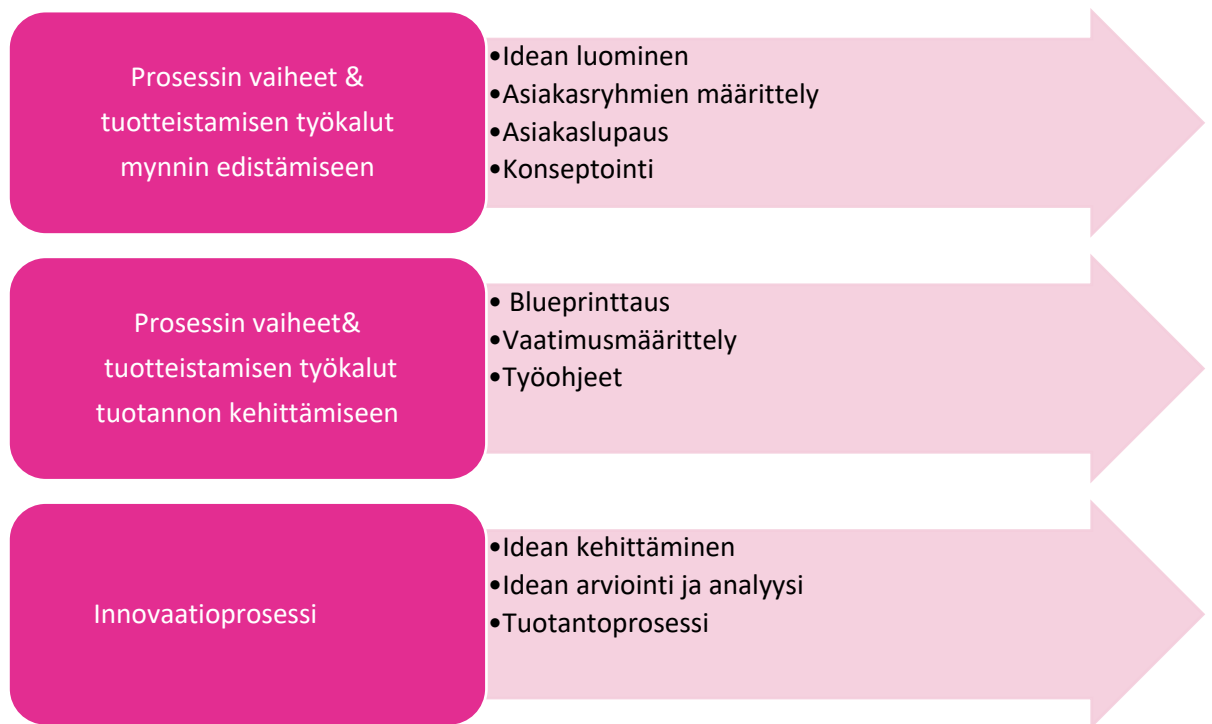 Prosessin vaiheet &
tuotteistamisen työkalut
mynnin edistämiseen
•Idean luominen
•Asiakasryhmien määrittely
•Asiakaslupaus
•Konseptointi
Prosessin vaiheet&
tuotteistamisen työkalut
tuotannon kehittämiseen
• Blueprinttaus
•Vaatimusmäärittely
•Työohjeet
Innovaatioprosessi
•Idean kehittäminen
•Idean arviointi ja analyysi
•Tuotantoprosessi